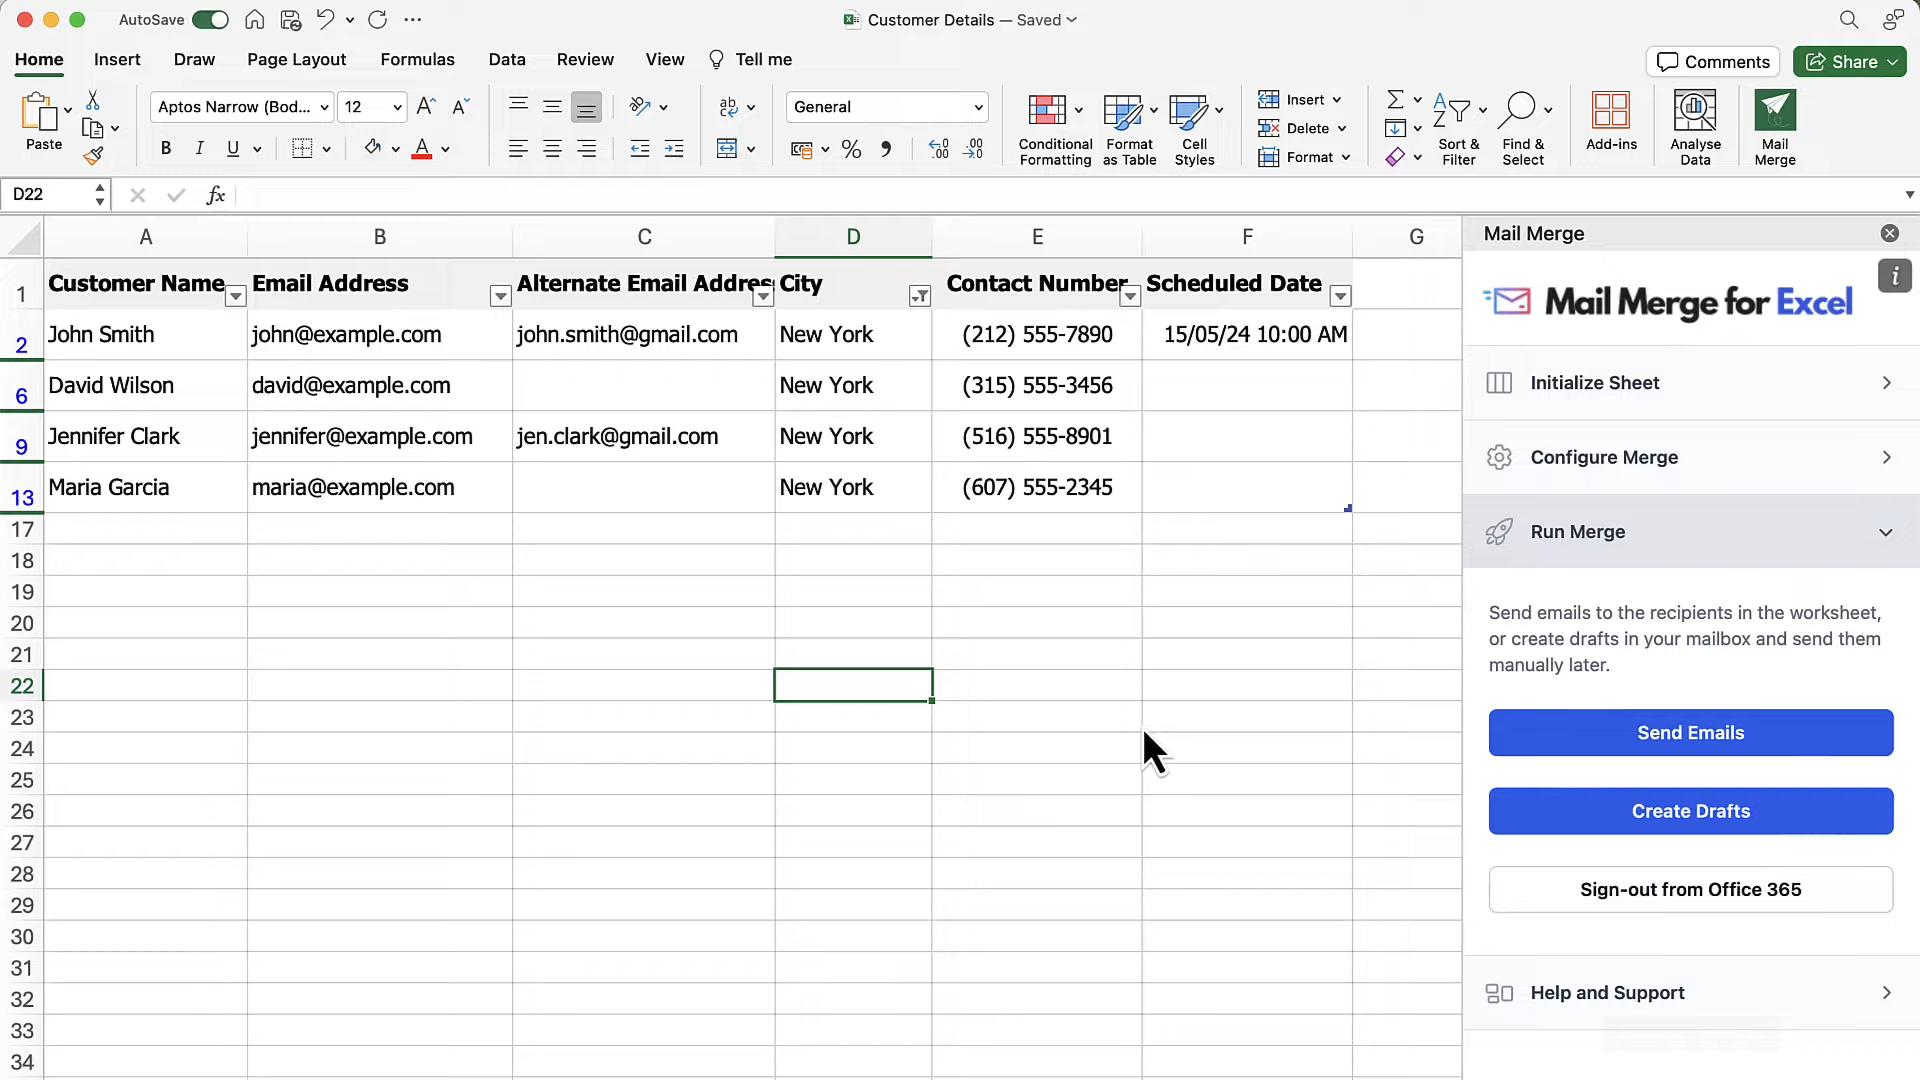 AutoSave
Customer Details — Saved
Home Insert Draw Page Layout Formulas Data Review View Tell me
Comments Share
Paste
Aptos Narrow (Bod... 12
B I U
A
ab
General
% 9
Conditional Formatting
Format as Table
Cell Styles
Insert
Delete
Format
Sort & Filter
Find & Select
Add-ins
Analyse Data
Mail Merge
D22 fx
A B C D E F G
1 Customer Name Email Address Alternate Email Addres City Contact Number Scheduled Date
2 John Smith john@example.com john.smith@gmail.com New York (212) 555-7890 15/05/24 10:00 AM
6 David Wilson david@example.com New York (315) 555-3456
9 Jennifer Clark jennifer@example.com jen.clark@gmail.com New York (516) 555-8901
13 Maria Garcia maria@example.com New York (607) 555-2345
17
18
19
20
21
22
23
24
25
26
27
28
29
30
31
32
33
34
Mail Merge
i
Mail Merge for Excel
Initialize Sheet
Configure Merge
Run Merge
Send emails to the recipients in the worksheet,
or create drafts in your mailbox and send them
manually later.
Send Emails
Create Drafts
Sign-out from Office 365
Help and Support